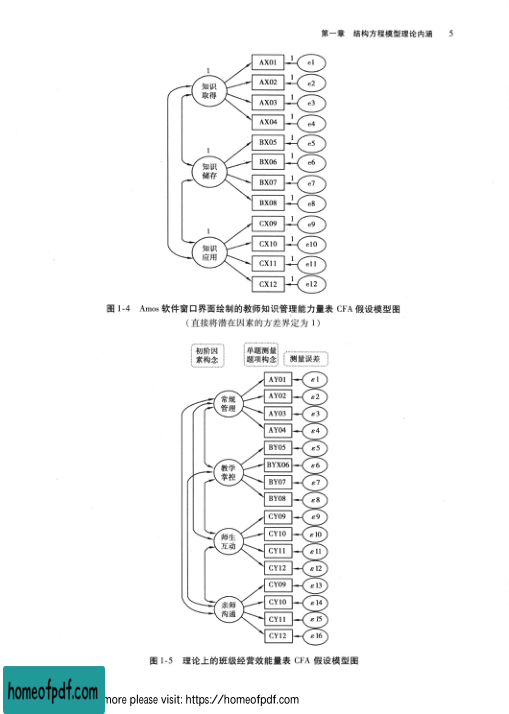 第一章 结构方程模型理论内涵 5
1
知识
取得
AX01 1 e1
AX02 1 e2
AX03 1 e3
AX04 1 e4
1
知识
储存
BX05 1 e5
BX06 1 e6
BX07 1 e7
BX08 1 e8
1
知识
应用
CX09 1 e9
CX10 1 e10
CX11 1 e11
CX12 1 e12
图 1-4 Amos 软件窗口界面绘制的教师知识管理能力量表 CFA 假设模型图
(直接将潜在因素的方差界定为 1)
初阶因
素构念
单题测量
题项构念
测量误差
常规
管理
AY01 ε1
AY02 ε2
AY03 ε3
AY04 ε4
教学
掌控
BY05 ε5
BYX06 ε6
BY07 ε7
BY08 ε8
师生
互动
CY09 ε9
CY10 ε10
CY11 ε11
CY12 ε12
亲师
沟通
CY09 ε13
CY10 ε14
CY11 ε15
CY12 ε16
图 1-5 理论上的班级经营效能量表 CFA 假设模型图
homeofpdf.com
more please visit: https://homeofpdf.com